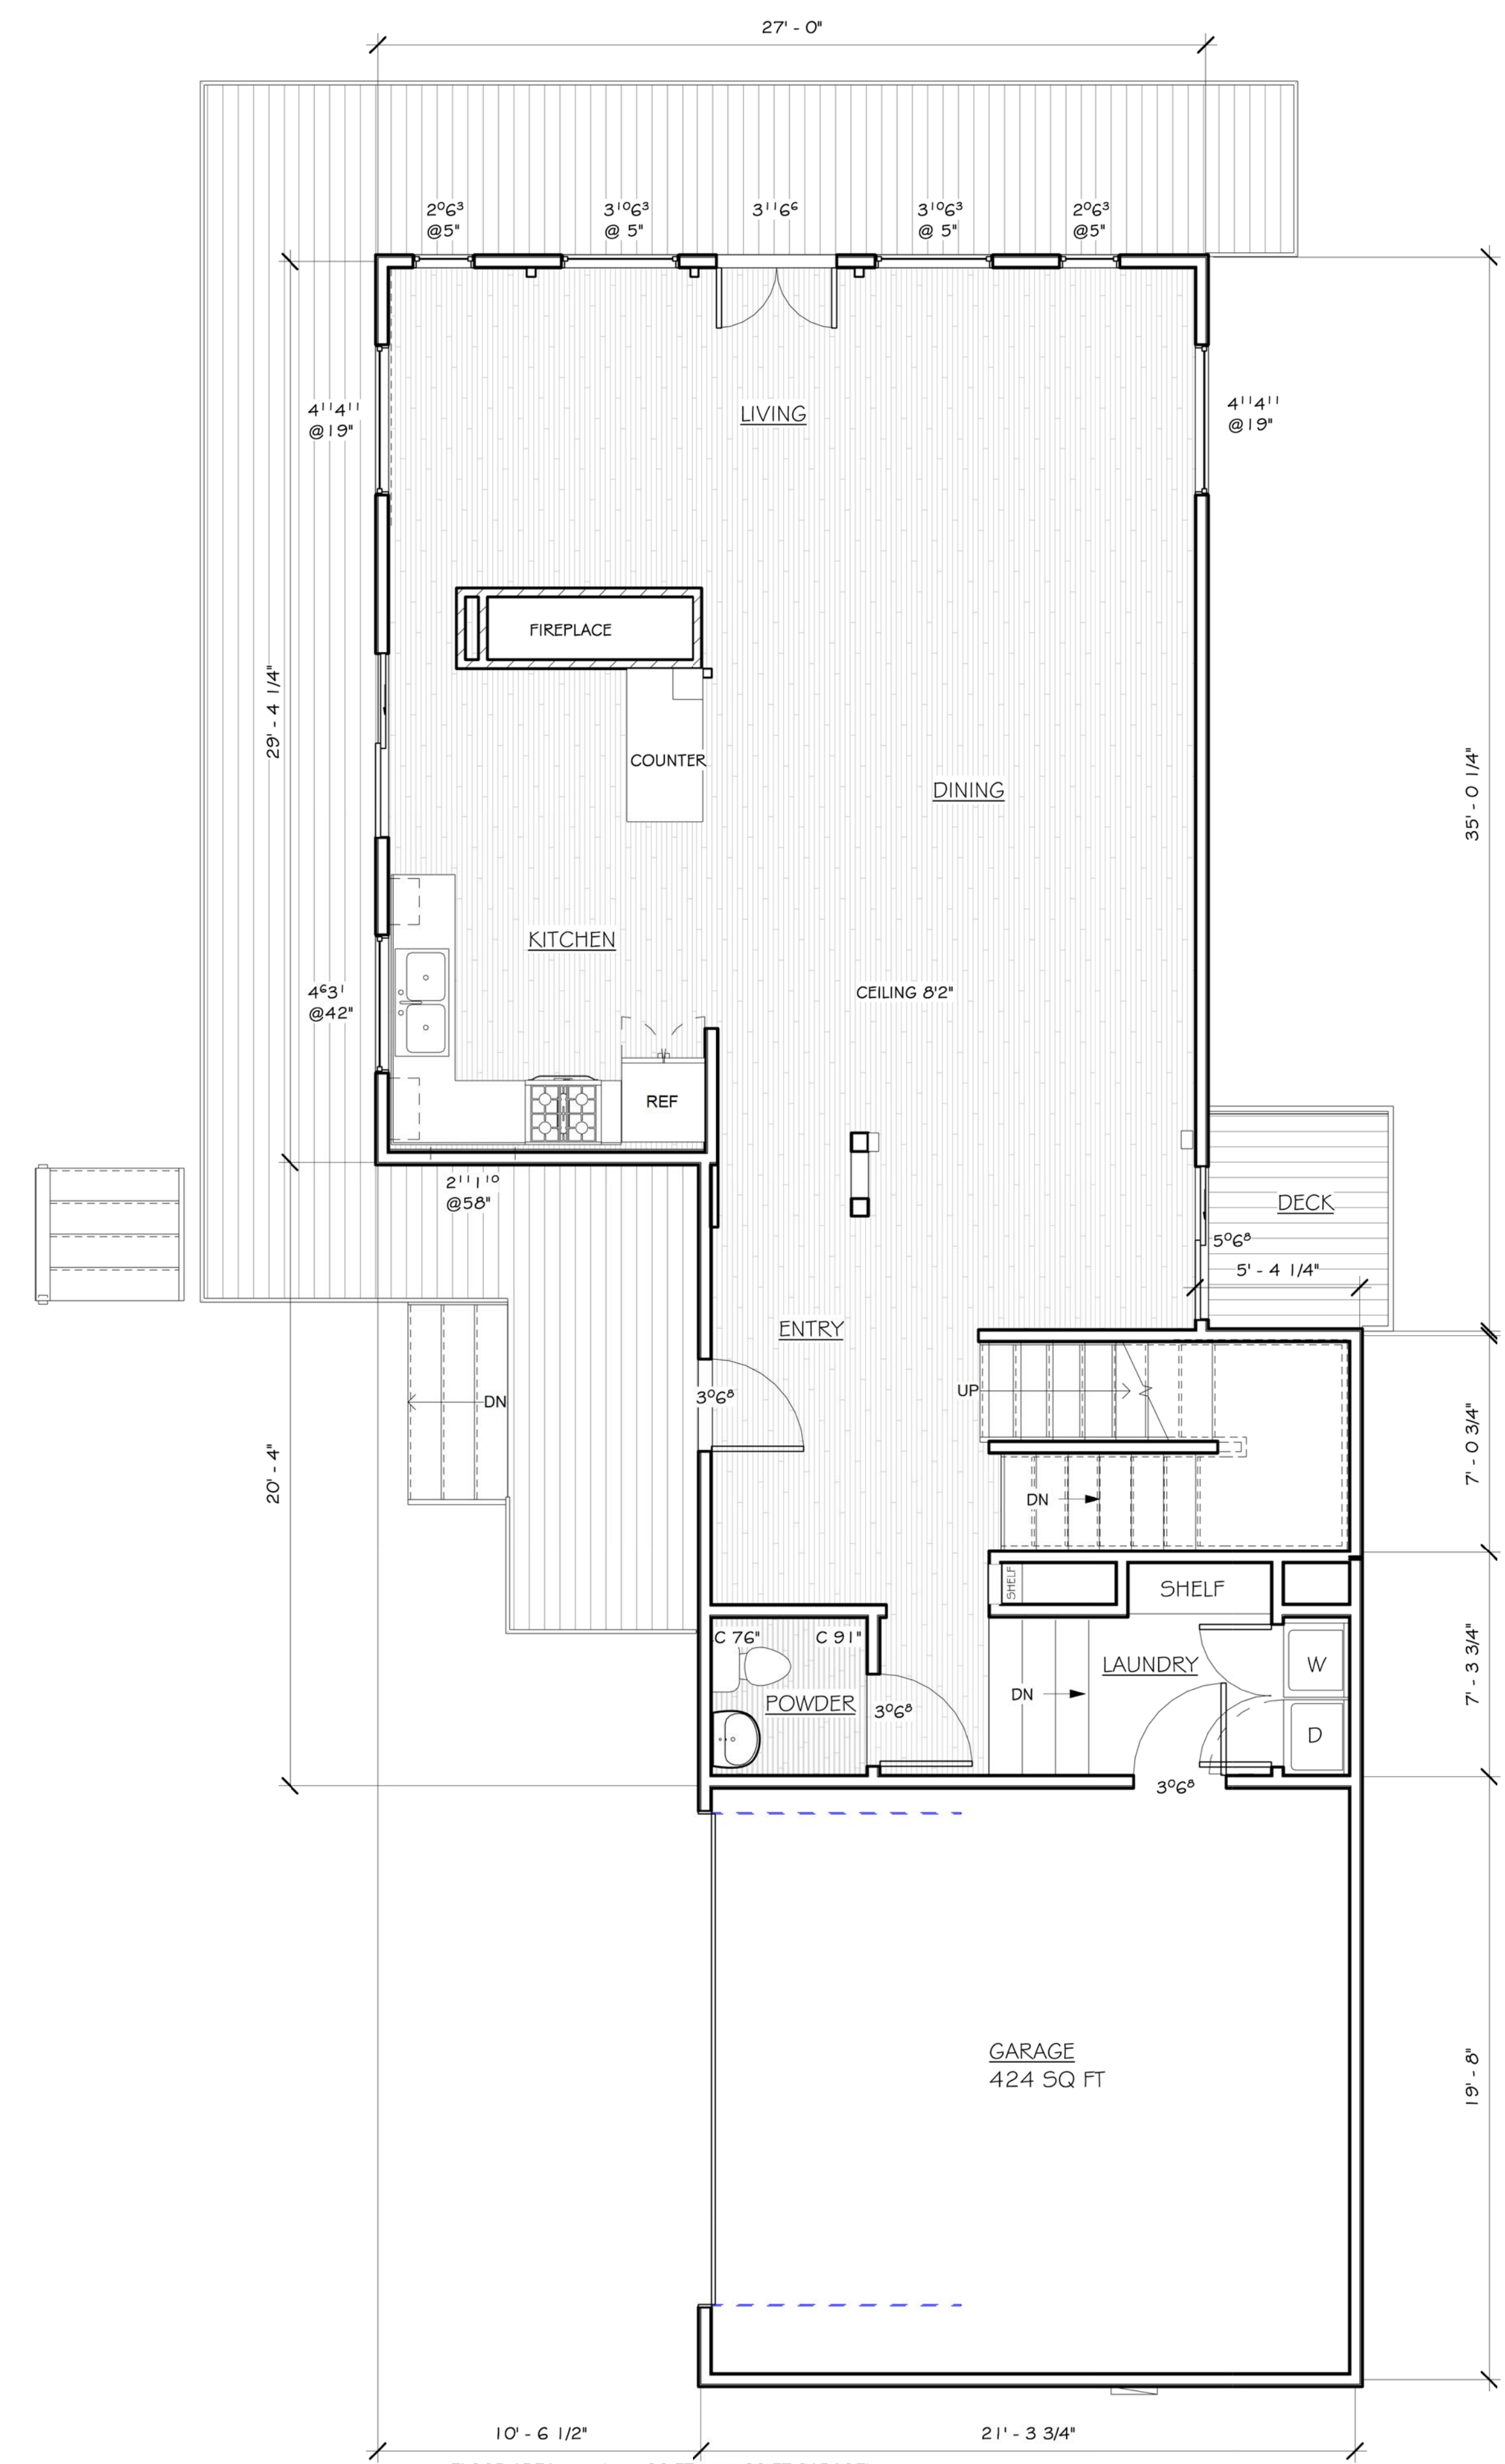 27' - 0"
2⁰6³
@5"
3¹⁰6³
@ 5"
3¹¹6⁶
3¹⁰6³
@ 5"
2⁰6³
@5"
4¹¹4¹¹
@19"
LIVING
4¹¹4¹¹
@19"
FIREPLACE
29' - 4 1/4"
COUNTER
DINING
35' - 0 1/4"
KITCHEN
4⁶3¹
@42"
CEILING 8'2"
REF
2¹¹1¹⁰
@58"
DECK
5⁰6⁸
5' - 4 1/4"
ENTRY
3⁰6⁸
UP
DN
20' - 4"
7' - 0 3/4"
DN
SHELF
SHELF
C 76"
C 91"
LAUNDRY
W
7' - 3 3/4"
POWDER
3⁰6⁸
DN
D
3⁰6⁸
GARAGE
424 SQ FT
19' - 8"
10' - 6 1/2"
21' - 3 3/4"